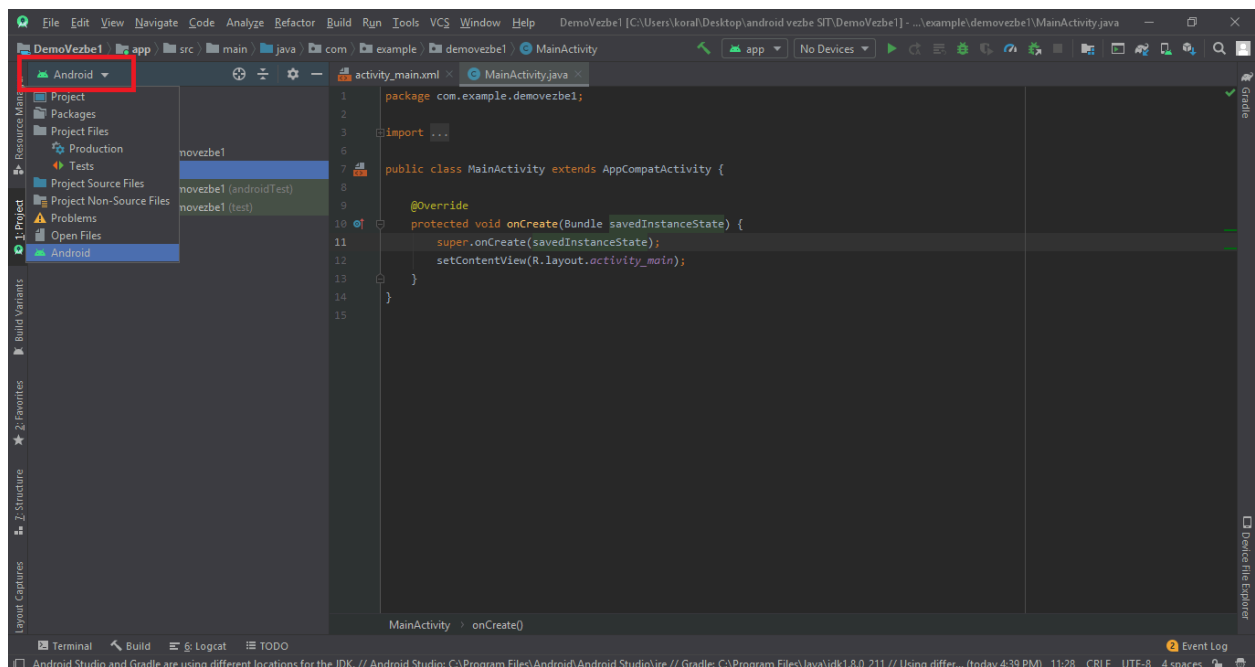 File Edit View Navigate Code Analyze Refactor Build Run Tools VCS Window Help DemoVezbe1 [C:\Users\koral\Desktop\android vezbe SIT\DemoVezbe1] - ...\example\demovezbe1\MainActivity.java
DemoVezbe1 app src main java com example demovezbe1 MainActivity app No Devices
Android
activity_main.xml MainActivity.java
Project
Packages
Project Files
Production
Tests
Project Source Files
Project Non-Source Files
Problems
Open Files
Android
movezbe1
movezbe1 (androidTest)
movezbe1 (test)
1 package com.example.demovezbe1;
2
3 import ...
6
7 public class MainActivity extends AppCompatActivity {
8
9 @Override
10 protected void onCreate(Bundle savedInstanceState) {
11 super.onCreate(savedInstanceState);
12 setContentView(R.layout.activity_main);
13 }
14 }
15
Resource Mana
1: Project
Build Variants
2: Favorites
7: Structure
ayout Captures
Gradle
Device File Explorer
MainActivity onCreate()
Terminal Build 6: Logcat TODO 2 Event Log
Android Studio and Gradle are using different locations for the JDK. // Android Studio: C:\Program Files\Android\Android Studio\jre // Gradle: C:\Program Files\Java\jdk1.8.0_211 // Using differ... (today 4:39 PM) 11:28 CRLF UTF-8 4 spaces